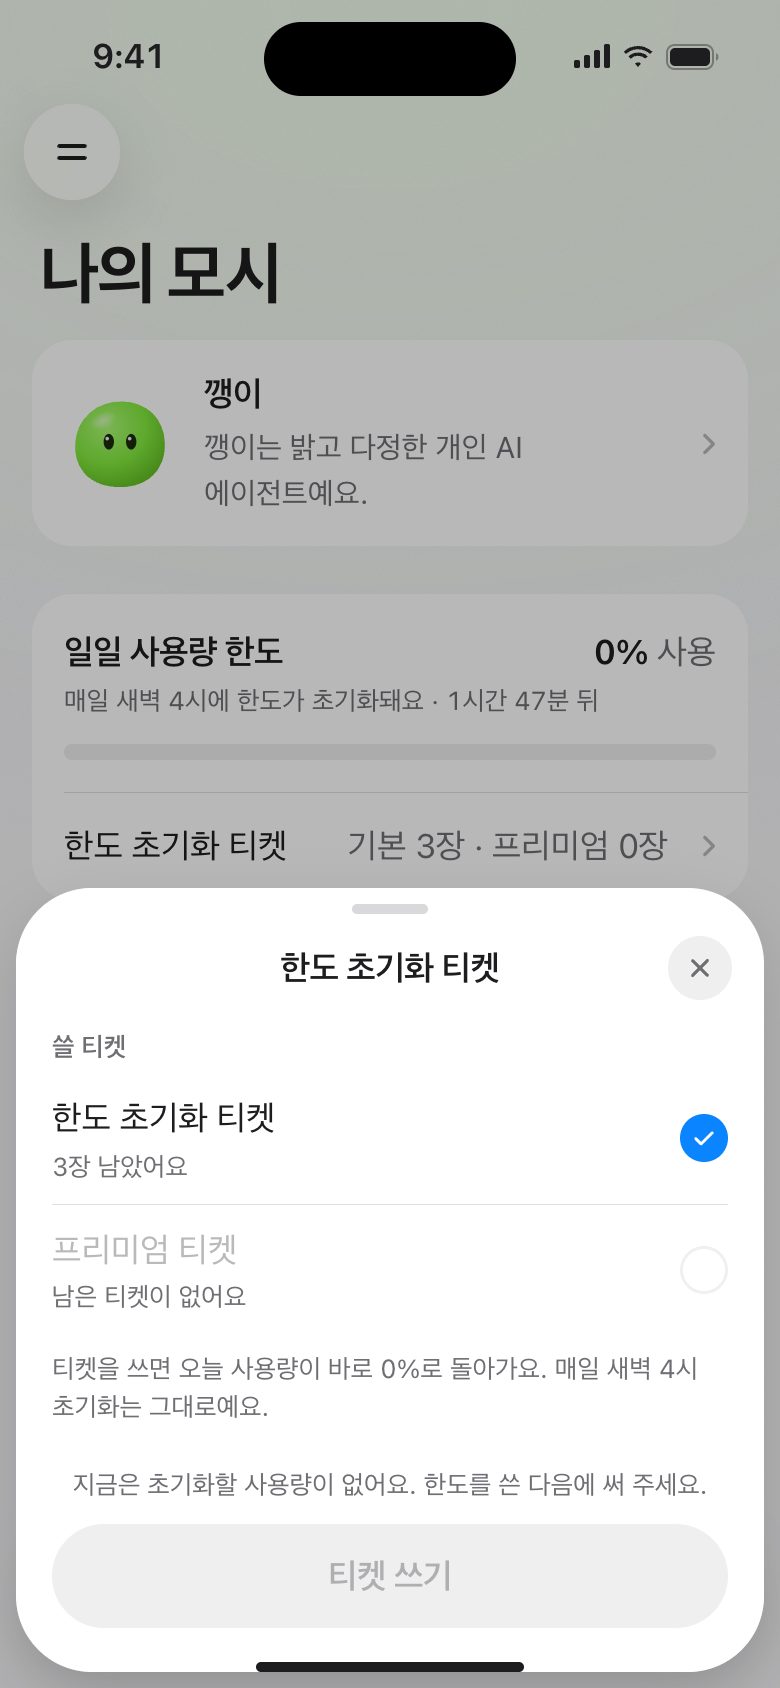 9:41
나의 모시
깽이
깽이는 밝고 다정한 개인 AI
에이전트예요.
일일 사용량 한도
0% 사용
매일 새벽 4시에 한도가 초기화돼요 · 1시간 47분 뒤
한도 초기화 티켓
기본 3장 · 프리미엄 0장
한도 초기화 티켓
쓸 티켓
한도 초기화 티켓
3장 남았어요
프리미엄 티켓
남은 티켓이 없어요
티켓을 쓰면 오늘 사용량이 바로 0%로 돌아가요. 매일 새벽 4시
초기화는 그대로예요.
지금은 초기화할 사용량이 없어요. 한도를 쓴 다음에 써 주세요.
티켓 쓰기